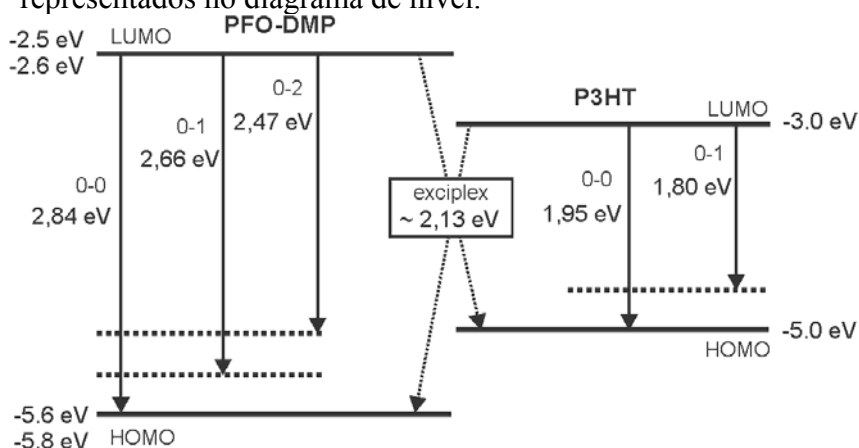 representados no diagrama de nível.
PFO-DMP
-2.5 eV LUMO
-2.6 eV
0-2
2,47 eV
0-1
2,66 eV
0-0
2,84 eV
-5.6 eV
-5.8 eV HOMO
exciplex
~ 2,13 eV
P3HT
LUMO
-3.0 eV
0-1
1,80 eV
0-0
1,95 eV
-5.0 eV
HOMO